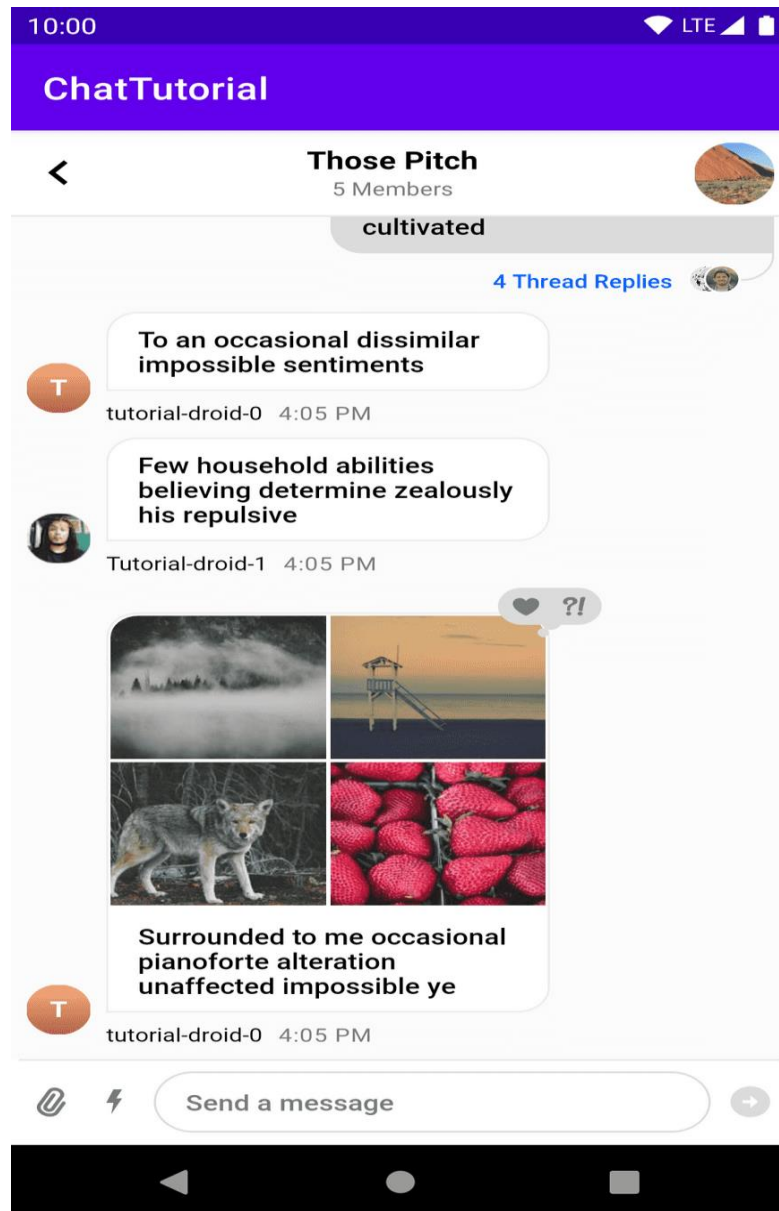 10:00
LTE
ChatTutorial
Those Pitch
5 Members
cultivated
4 Thread Replies
To an occasional dissimilar
impossible sentiments
T
tutorial-droid-0 4:05 PM
Few household abilities
believing determine zealously
his repulsive
Tutorial-droid-1 4:05 PM
?!
Surrounded to me occasional
pianoforte alteration
unaffected impossible ye
T
tutorial-droid-0 4:05 PM
Send a message